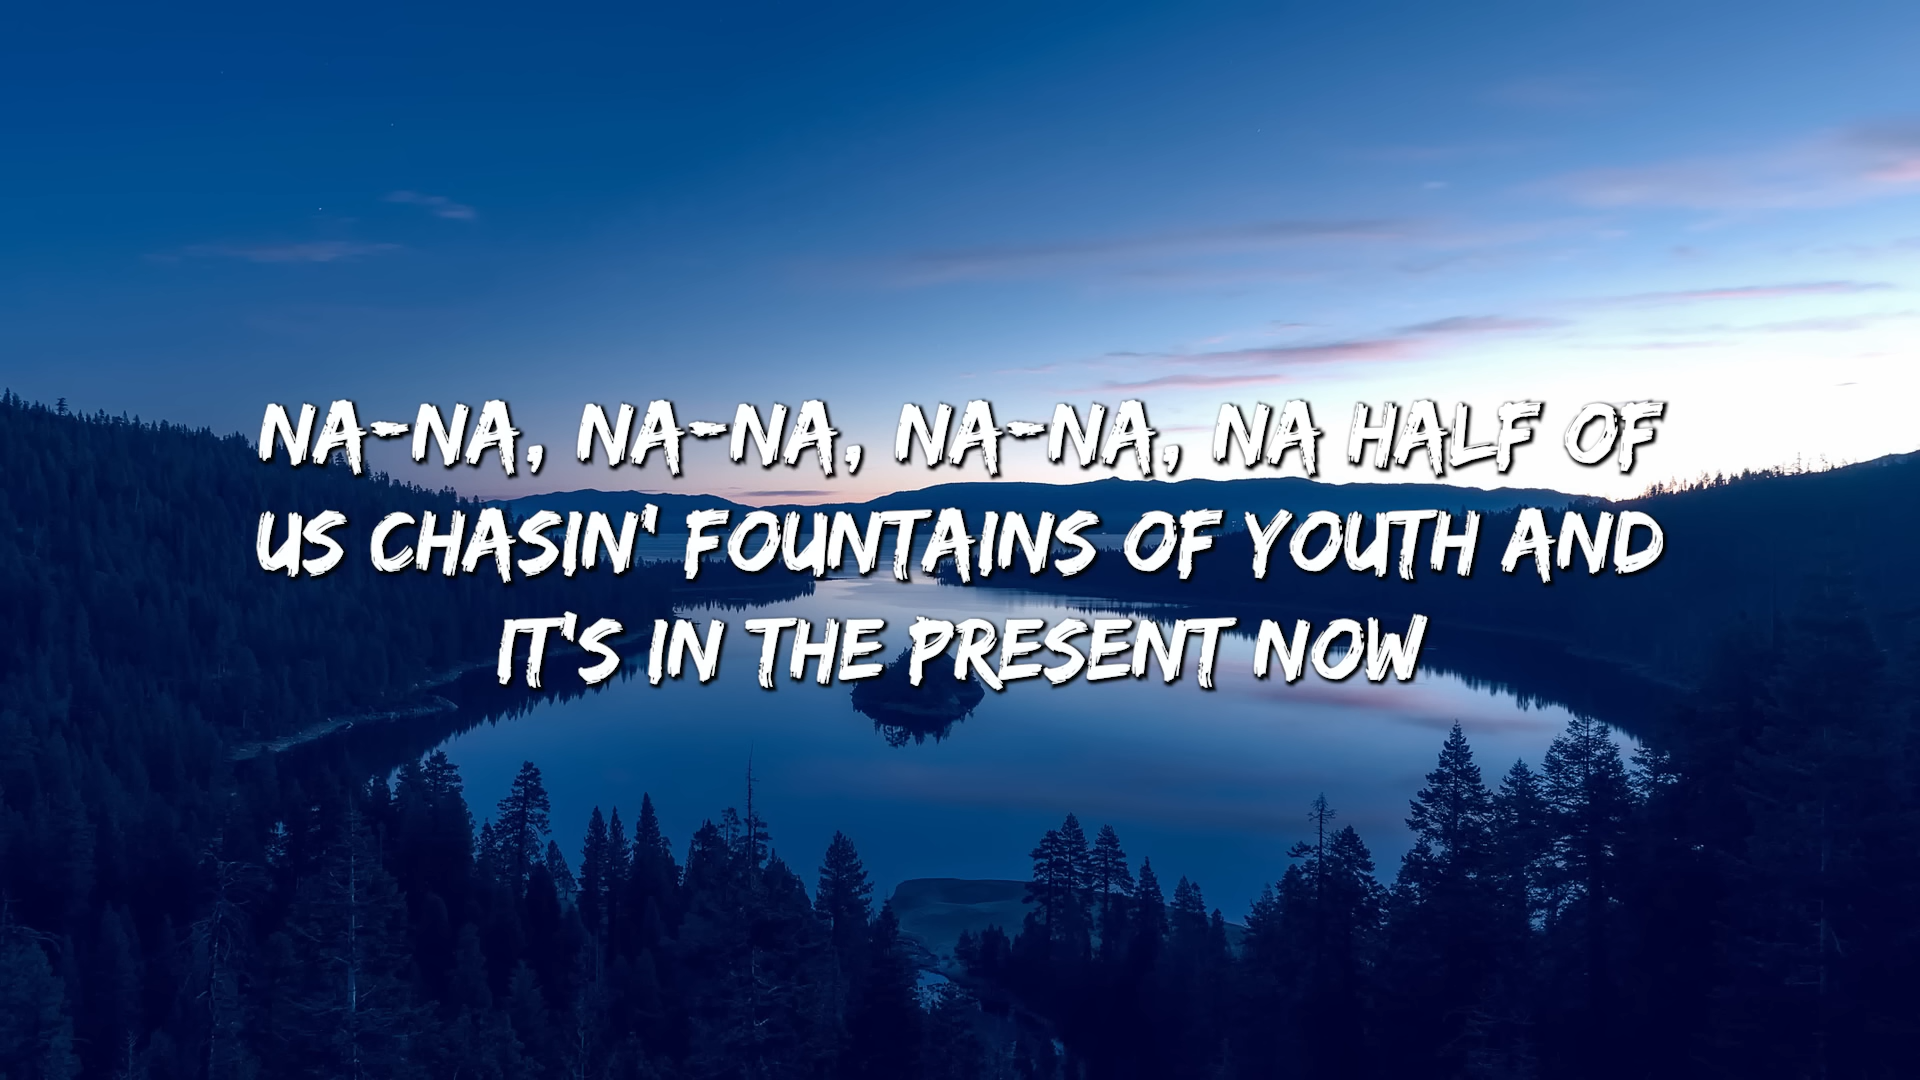 NA-NA, NA-NA, NA-NA, NA HALF OF
US CHASIN' FOUNTAINS OF YOUTH AND
IT'S IN THE PRESENT NOW